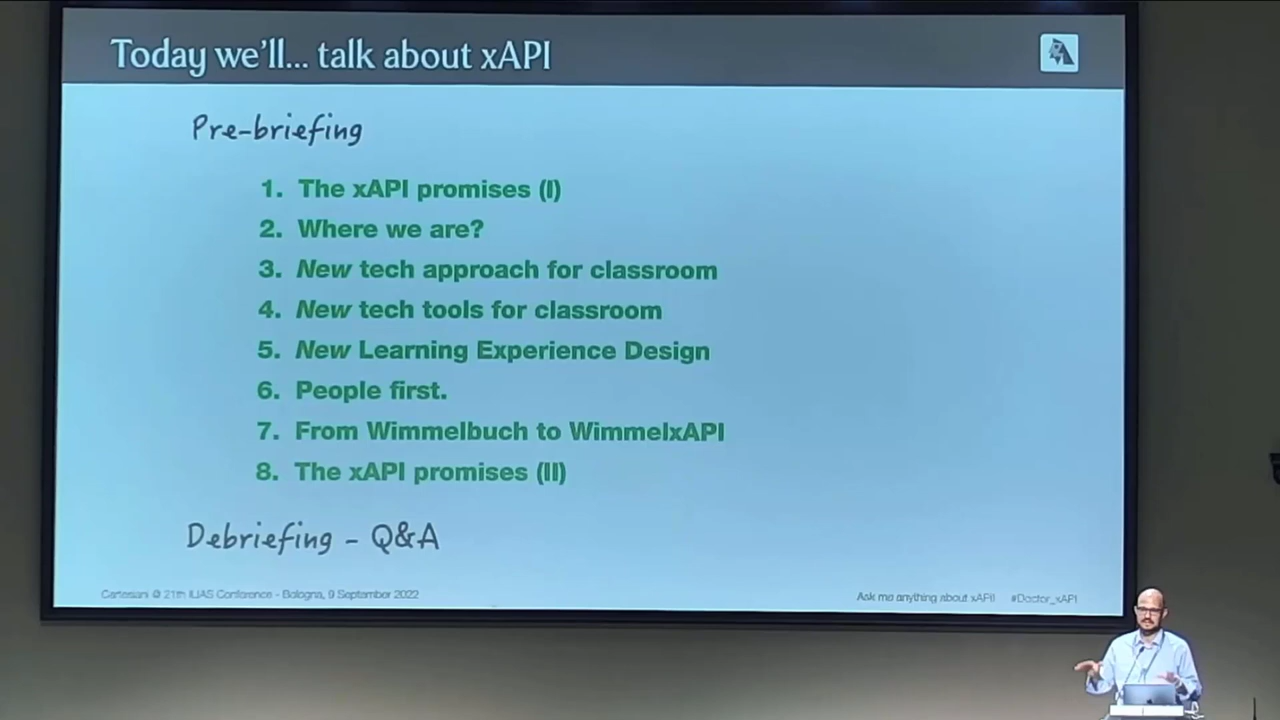 Today we'll... talk about xAPI
Pre-briefing
1. The xAPI promises (I)
2. Where we are?
3. New tech approach for classroom
4. New tech tools for classroom
5. New Learning Experience Design
6. People first.
7. From Wimmelbuch to WimmelxAPI
8. The xAPI promises (II)
Debriefing - Q&A
Cartesiani @ 21th ILIAS Conference - Bologna, 9 September 2022
Ask me anything about xAPI! #Doctor_xAPI